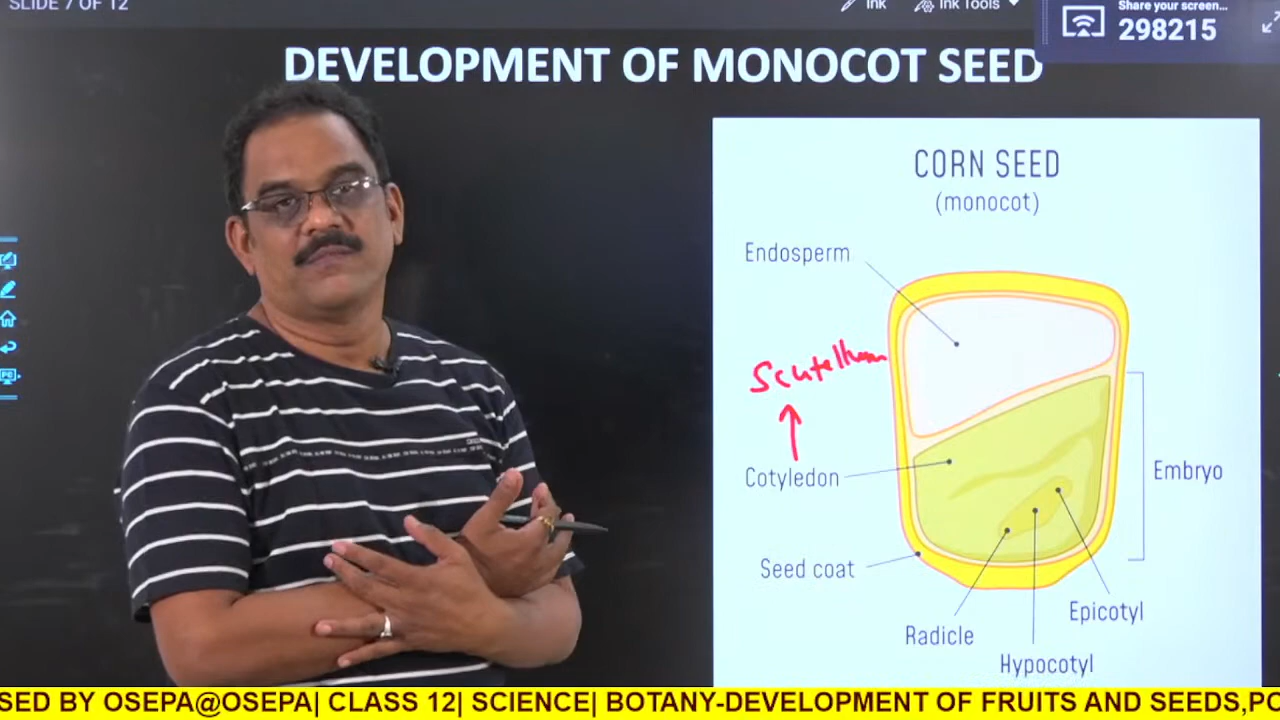 SLIDE 7 OF 12
Ink
Ink Tools
Share your screen...
298215
DEVELOPMENT OF MONOCOT SEED
CORN SEED
(monocot)
Endosperm
Scutellum
Cotyledon
Embryo
Seed coat
Epicotyl
Radicle
Hypocotyl
SED BY OSEPA@OSEPA| CLASS 12| SCIENCE| BOTANY-DEVELOPMENT OF FRUITS AND SEEDS,PO